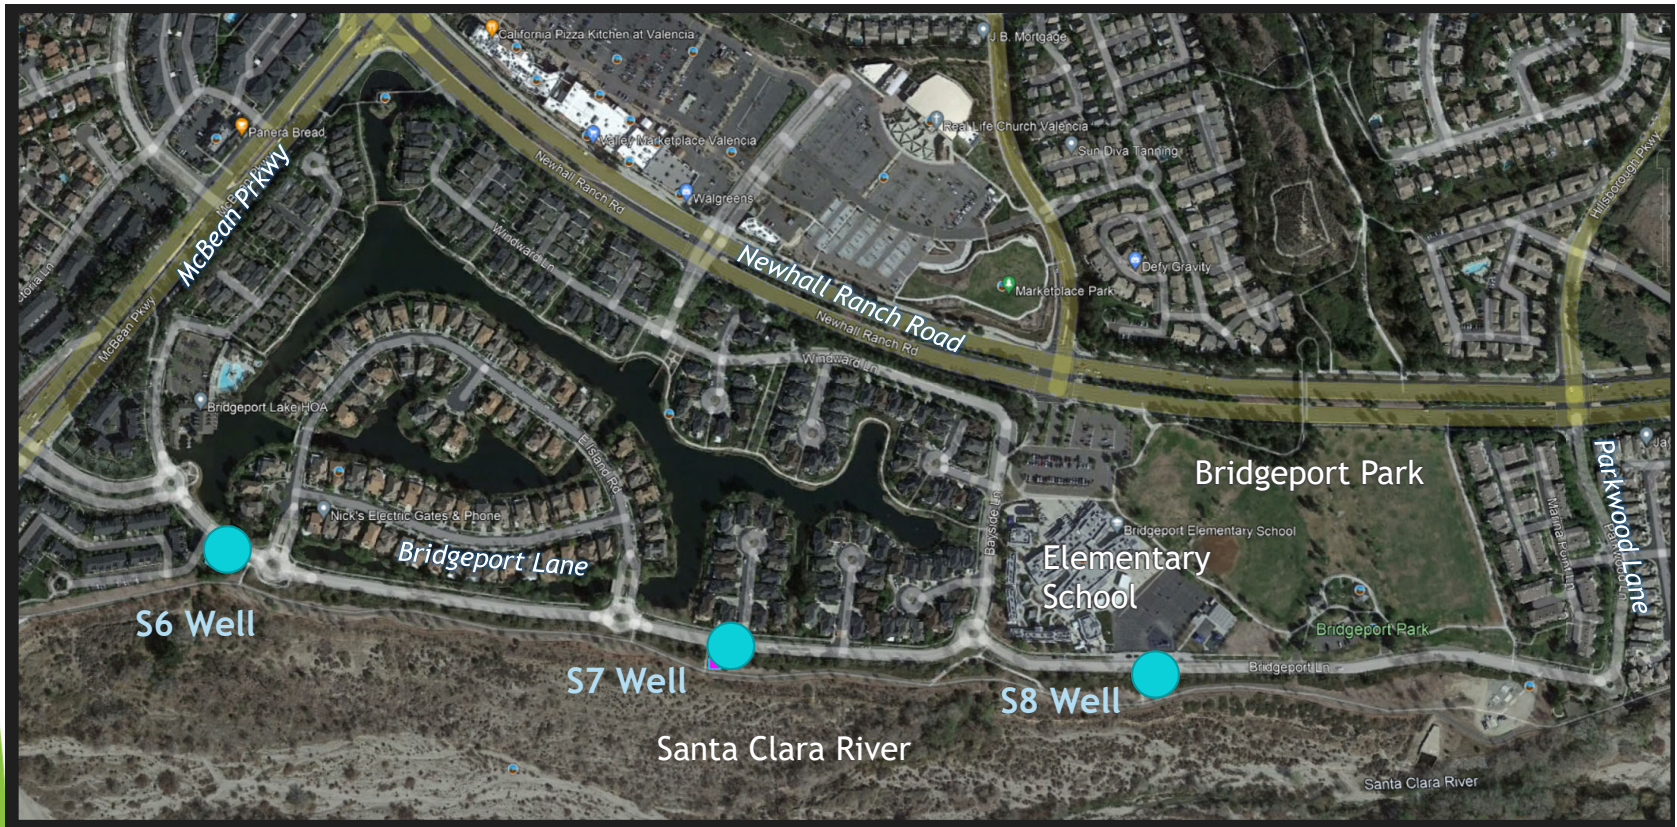 California Pizza Kitchen at Valencia
J.B. Mortgage
Panera Bread
Real Life Church Valencia
Valley Marketplace Valencia
Sun Diva Tanning
Newhall Ranch Rd
Walgreens
Hillsborough Pkwy
McBean Prkwy
Windward Ln
Newhall Ranch Road
Defy Gravity
Marketplace Park
McBean Pkwy
Newhall Ranch Rd
Windward Ln
Bridgeport Lake HOA
E Island Rd
Bridgeport Park
Parkwood Lane
Nick's Electric Gates & Phone
Bayside Ln
Bridgeport Elementary School
Marina Point Ln
Bridgeport Lane
Elementary
School
S6 Well
Bridgeport Park
S7 Well
Bridgeport Ln
S8 Well
Santa Clara River
Santa Clara River